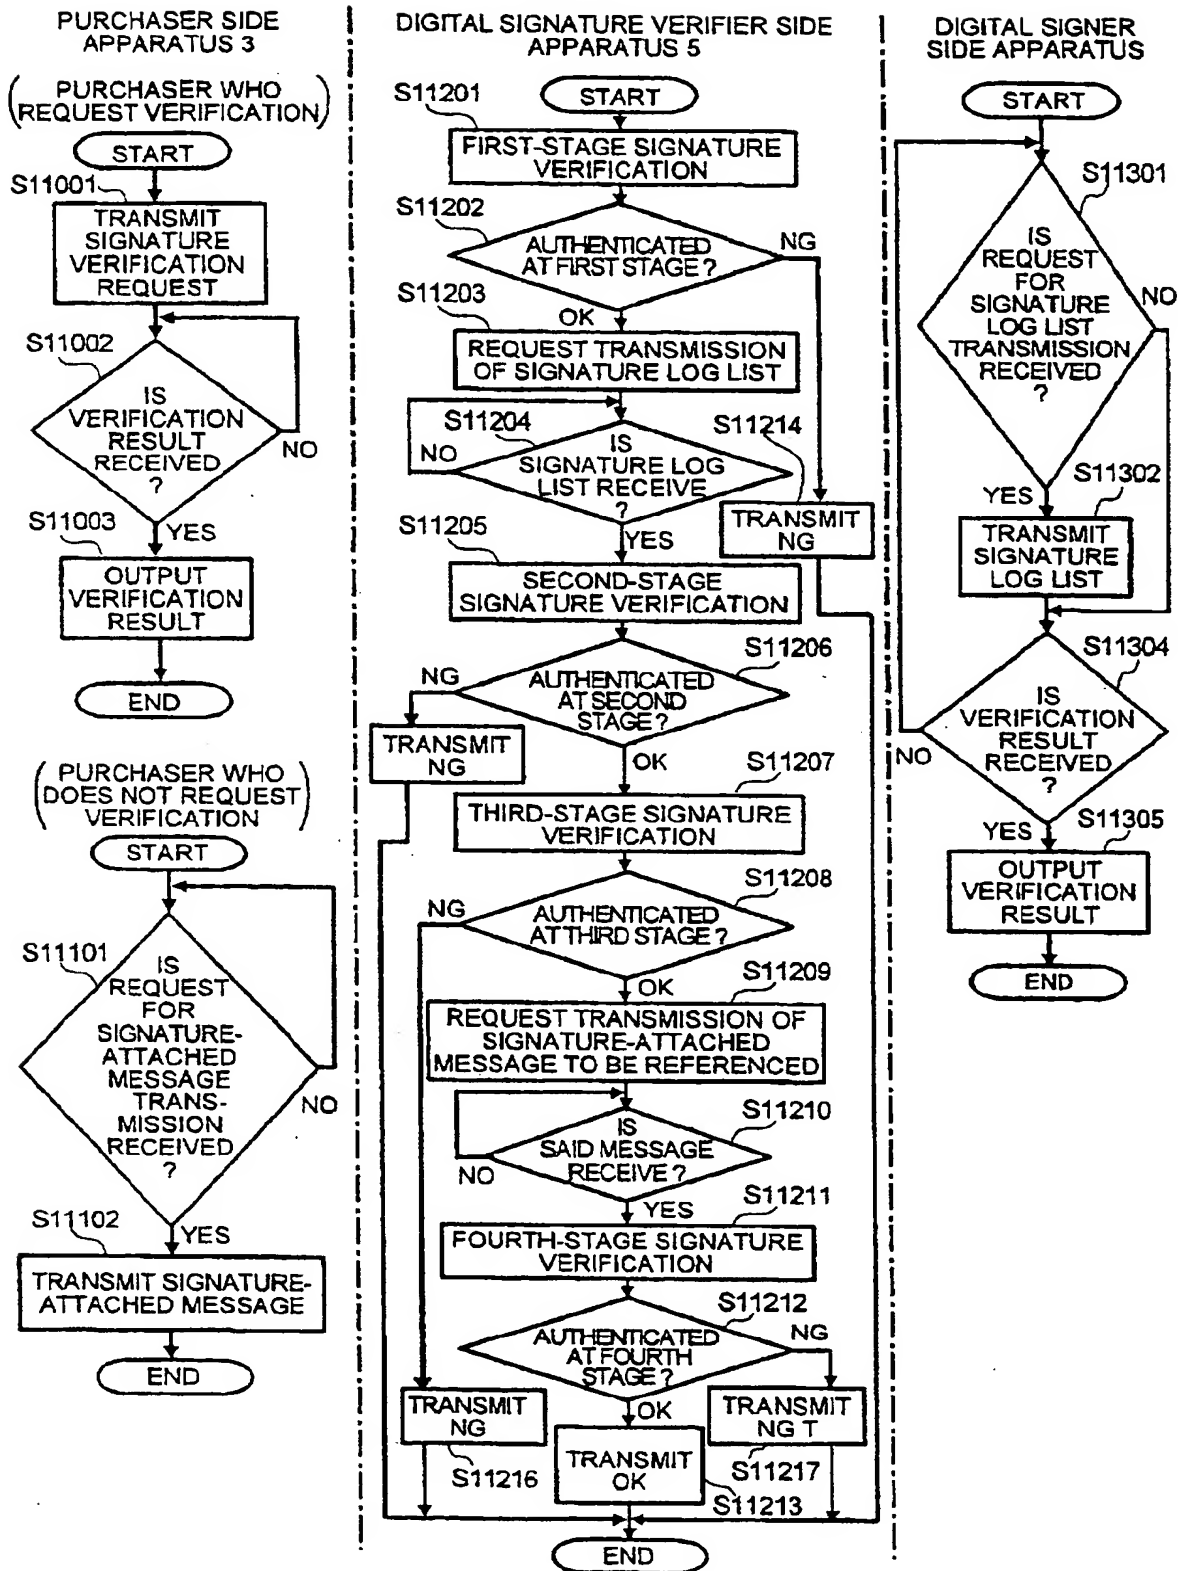 PURCHASER SIDE
APPARATUS 3
(PURCHASER WHO
REQUEST VERIFICATION)
START
S11001
TRANSMIT
SIGNATURE
VERIFICATION
REQUEST
S11002
IS
VERIFICATION
RESULT
RECEIVED
?
NO
YES
S11003
OUTPUT
VERIFICATION
RESULT
END
(PURCHASER WHO
DOES NOT REQUEST
VERIFICATION)
START
S11101
IS
REQUEST
FOR
SIGNATURE-
ATTACHED
MESSAGE
TRANS-
MISSION
RECEIVED
?
NO
YES
S11102
TRANSMIT SIGNATURE-
ATTACHED MESSAGE
END
DIGITAL SIGNATURE VERIFIER SIDE
APPARATUS 5
START
S11201
FIRST-STAGE SIGNATURE
VERIFICATION
S11202
AUTHENTICATED
AT FIRST STAGE?
NG
OK
S11203
REQUEST TRANSMISSION
OF SIGNATURE LOG LIST
S11204
IS
SIGNATURE LOG
LIST RECEIVE
?
NO
YES
S11214
TRANSMIT
NG
S11205
SECOND-STAGE
SIGNATURE VERIFICATION
S11206
AUTHENTICATED
AT SECOND
STAGE?
NG
TRANSMIT
NG
OK
S11207
THIRD-STAGE SIGNATURE
VERIFICATION
S11208
AUTHENTICATED
AT THIRD STAGE?
NG
OK
S11209
REQUEST TRANSMISSION OF
SIGNATURE-ATTACHED
MESSAGE TO BE REFERENCED
S11210
IS
SAID MESSAGE
RECEIVE?
NO
YES
S11211
FOURTH-STAGE SIGNATURE
VERIFICATION
S11212
AUTHENTICATED
AT FOURTH
STAGE?
NG
OK
TRANSMIT
NG
S11216
TRANSMIT
OK
S11213
TRANSMIT
NG T
S11217
END
DIGITAL SIGNER
SIDE APPARATUS
START
S11301
IS
REQUEST
FOR
SIGNATURE
LOG LIST
TRANSMISSION
RECEIVED
?
NO
YES
S11302
TRANSMIT
SIGNATURE
LOG LIST
S11304
IS
VERIFICATION
RESULT
RECEIVED
?
NO
YES
S11305
OUTPUT
VERIFICATION
RESULT
END